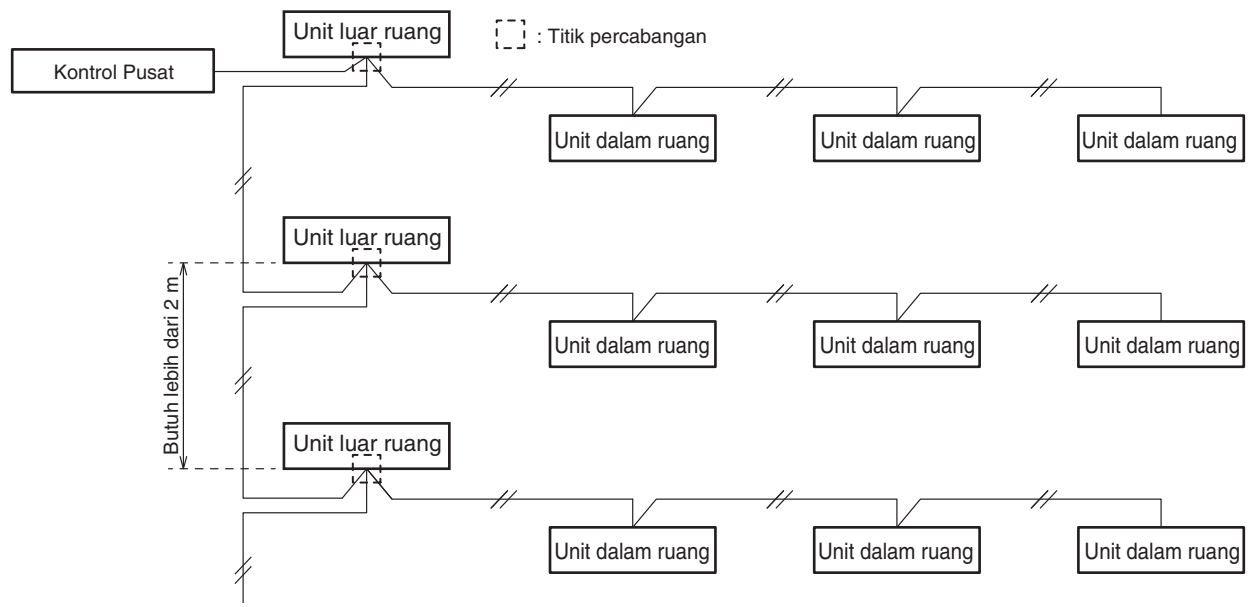 Unit luar ruang
: Titik percabangan
Kontrol Pusat
Unit dalam ruang
Unit dalam ruang
Unit dalam ruang
Unit luar ruang
Butuh lebih dari 2 m
Unit dalam ruang
Unit dalam ruang
Unit dalam ruang
Unit luar ruang
Unit dalam ruang
Unit dalam ruang
Unit dalam ruang